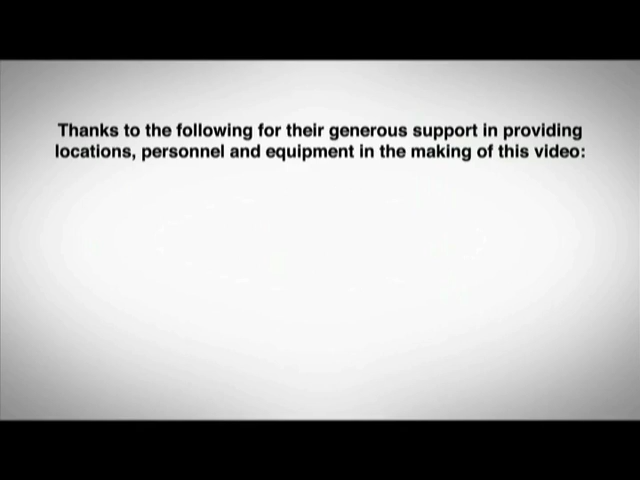 Thanks to the following for their generous support in providing
locations, personnel and equipment in the making of this video: